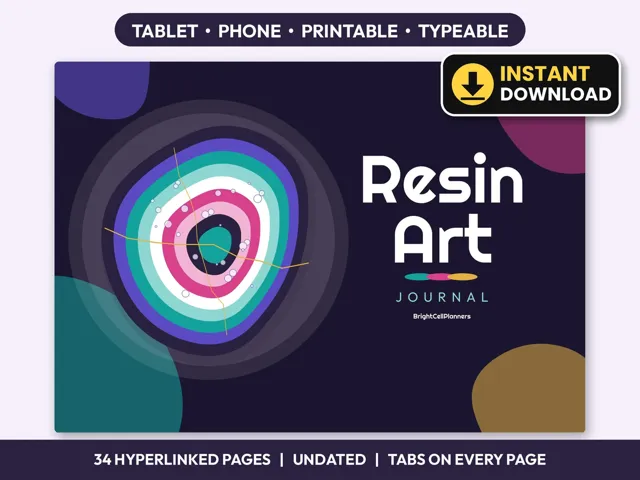 TABLET • PHONE • PRINTABLE • TYPEABLE
INSTANT
DOWNLOAD
Resin
Art
JOURNAL
BrightCellPlanners
34 HYPERLINKED PAGES | UNDATED | TABS ON EVERY PAGE